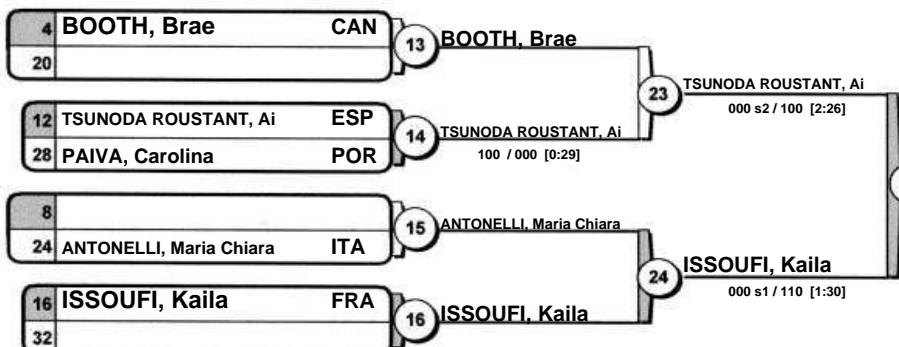 4 BOOTH, Brae CAN
20
13 BOOTH, Brae
12 TSUNODA ROUSTANT, Ai ESP
28 PAIVA, Carolina POR
14 TSUNODA ROUSTANT, Ai
100 / 000 [0:29]
23 TSUNODA ROUSTANT, Ai
000 s2 / 100 [2:26]
8
24 ANTONELLI, Maria Chiara ITA
15 ANTONELLI, Maria Chiara
16 ISSOUFI, Kaila FRA
32
16 ISSOUFI, Kaila
24 ISSOUFI, Kaila
000 s1 / 110 [1:30]